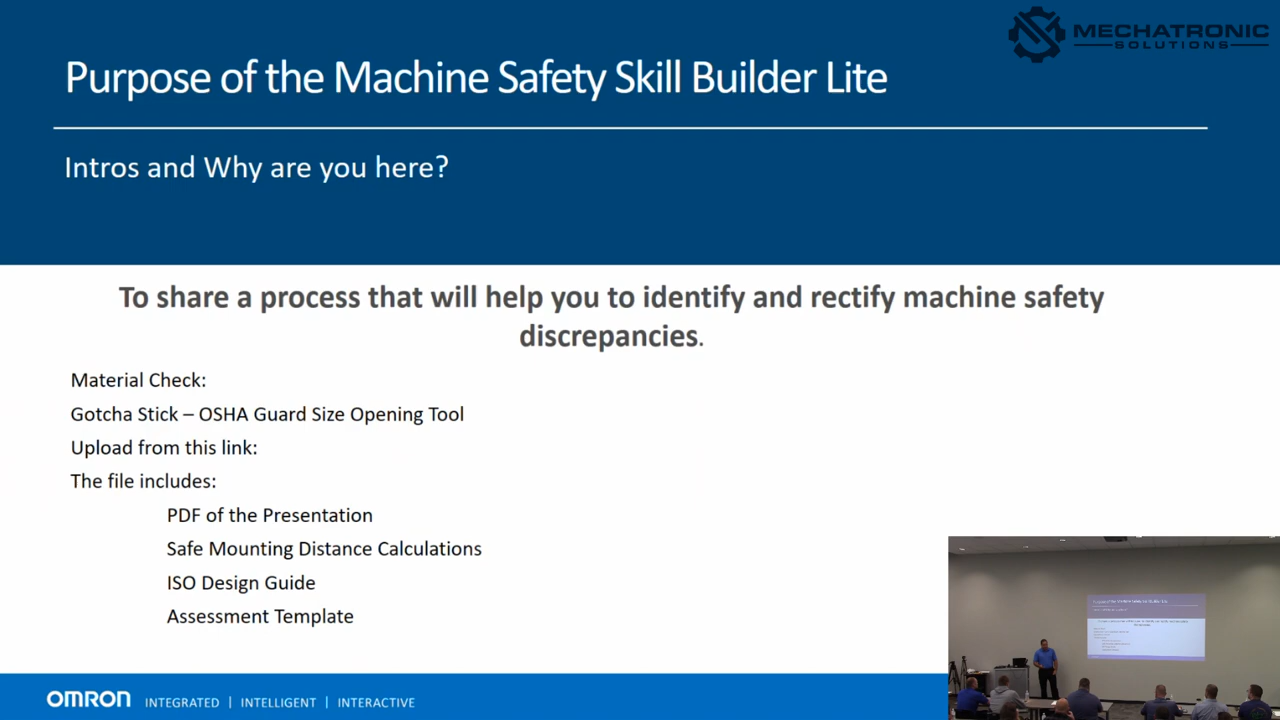 MECHATRONIC
SOLUTIONS
Purpose of the Machine Safety Skill Builder Lite
Intros and Why are you here?
To share a process that will help you to identify and rectify machine safety
discrepancies.
Material Check:
Gotcha Stick – OSHA Guard Size Opening Tool
Upload from this link:
The file includes:
PDF of the Presentation
Safe Mounting Distance Calculations
ISO Design Guide
Assessment Template
OMRON INTEGRATED | INTELLIGENT | INTERACTIVE